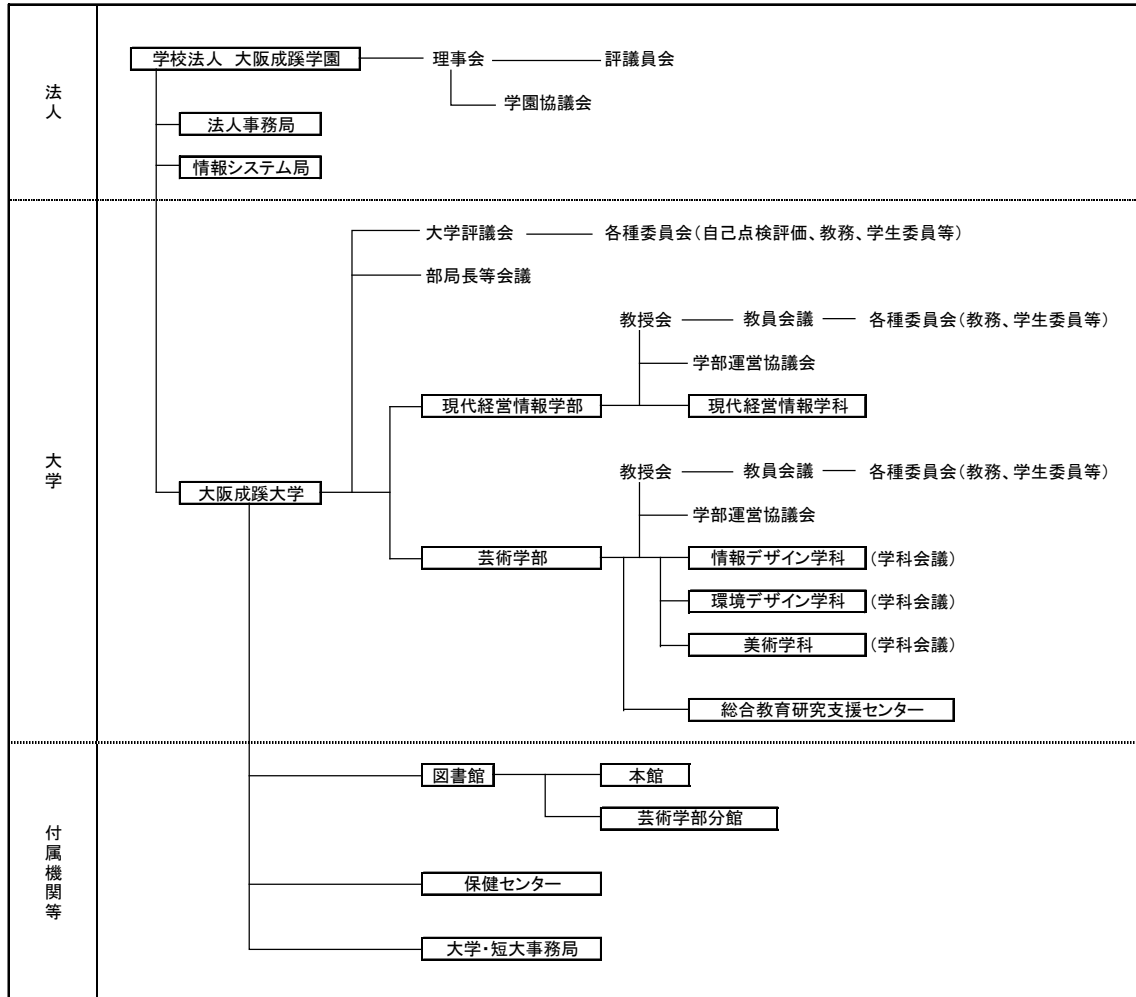 法人
学校法人 大阪成蹊学園 理事会 評議員会
学園協議会
法人事務局
情報システム局
大学
大学評議会 各種委員会(自己点検評価、教務、学生委員等)
部局長等会議
教授会 教員会議 各種委員会(教務、学生委員等)
学部運営協議会
現代経営情報学部 現代経営情報学科
教授会 教員会議 各種委員会(教務、学生委員等)
大阪成蹊大学
学部運営協議会
芸術学部 情報デザイン学科 (学科会議)
環境デザイン学科 (学科会議)
美術学科 (学科会議)
総合教育研究支援センター
付属機関等
図書館 本館
芸術学部分館
保健センター
大学・短大事務局